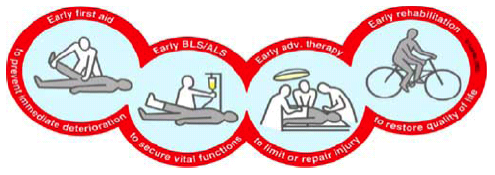 Early first aid
to prevent immediate deterioration
Early BLS/ALS
to secure vital functions
Early adv. therapy
to limit or repair injury
Early rehabilitation
to restore quality of life